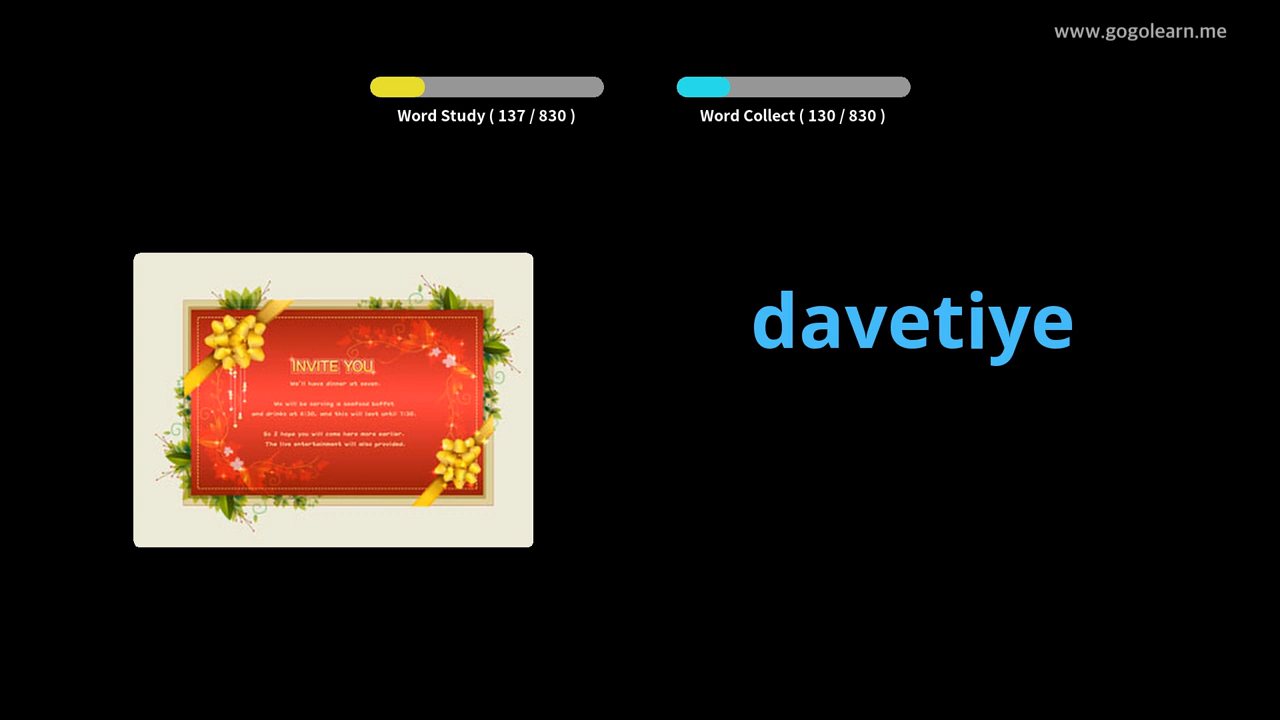 www.gogolearn.me
Word Study ( 137 / 830 )
Word Collect ( 130 / 830 )
INVITE YOU
We'll have dinner at seven.
We will be serving a seafood buffet
and drinks at 6:30, and this will last until 7:30.
So I hope you will come here more earlier.
The live entertainment will also provided.
davetiye